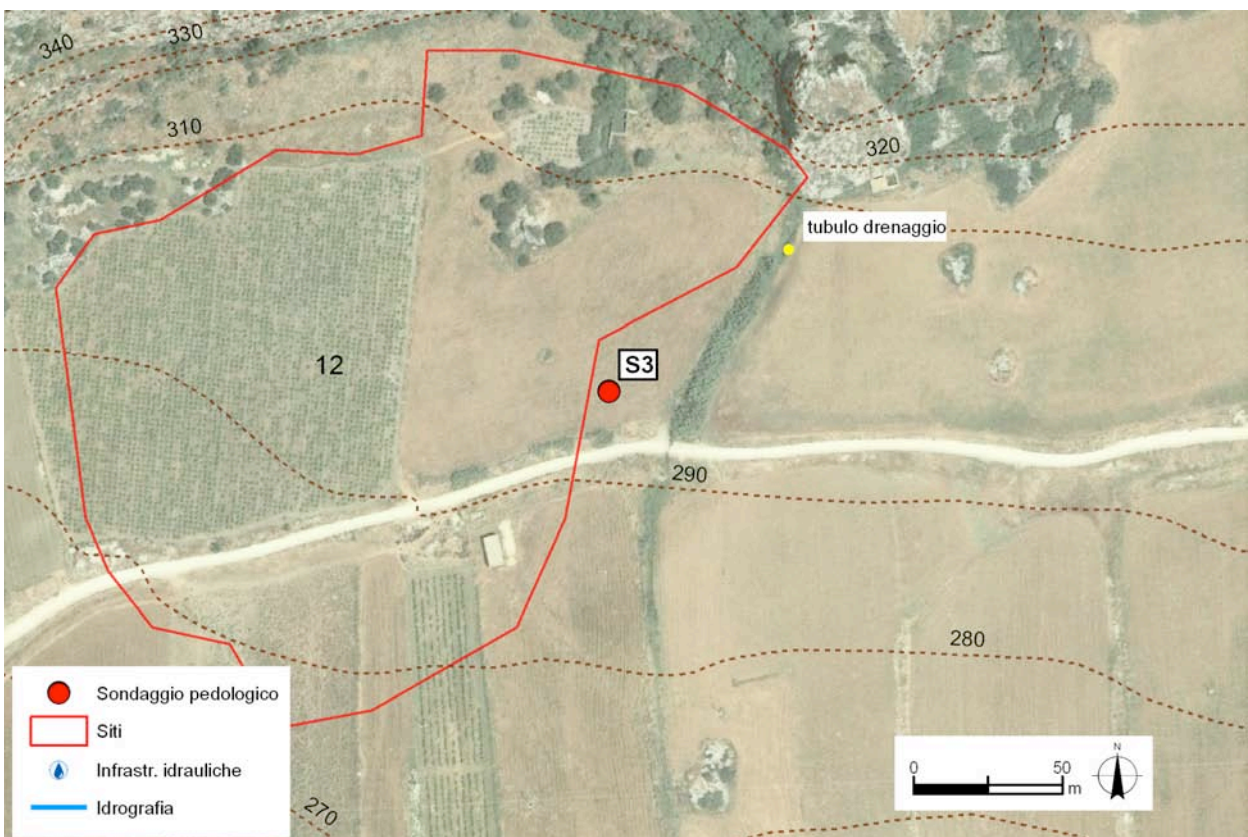 340
330
310
320
tubulo drenaggio
12
S3
290
280
270
Sondaggio pedologico
Siti
Infrastr. idrauliche
Idrografia
0 50
m
N